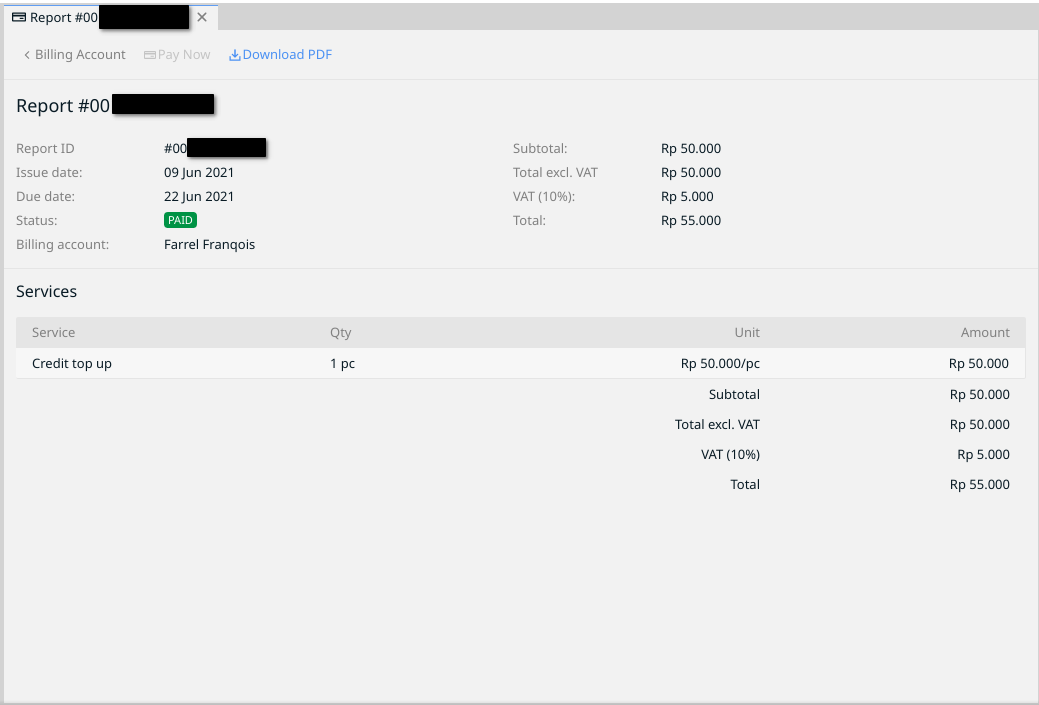 Report #00
Billing Account Pay Now Download PDF
Report #00
Report ID #00
Issue date: 09 Jun 2021
Due date: 22 Jun 2021
Status: PAID
Billing account: Farrel Franqois
Subtotal: Rp 50.000
Total excl. VAT Rp 50.000
VAT (10%): Rp 5.000
Total: Rp 55.000
Services
Service Qty Unit Amount
Credit top up 1 pc Rp 50.000/pc Rp 50.000
Subtotal Rp 50.000
Total excl. VAT Rp 50.000
VAT (10%) Rp 5.000
Total Rp 55.000